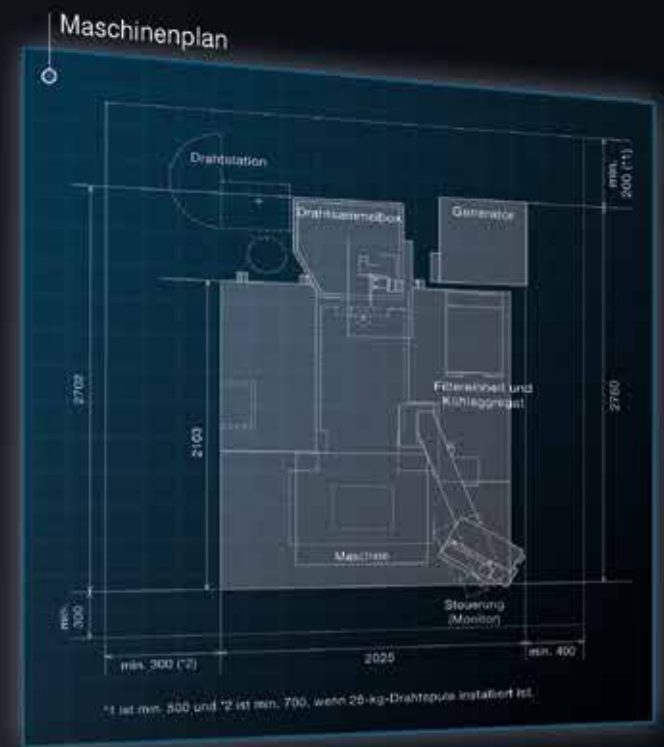 Maschinenplan
Drahtstation
min.
200 (*1)
Drahtsammelbox
Generator
2702
2103
Filtereinheit und
Kühlaggregat
2760
Maschine
min.
300
Steuerung
(Monitor)
min. 300 (*2)
2025
min. 400
*1 ist min. 500 und *2 ist min. 700, wenn 25-kg-Drahtspule installiert ist.